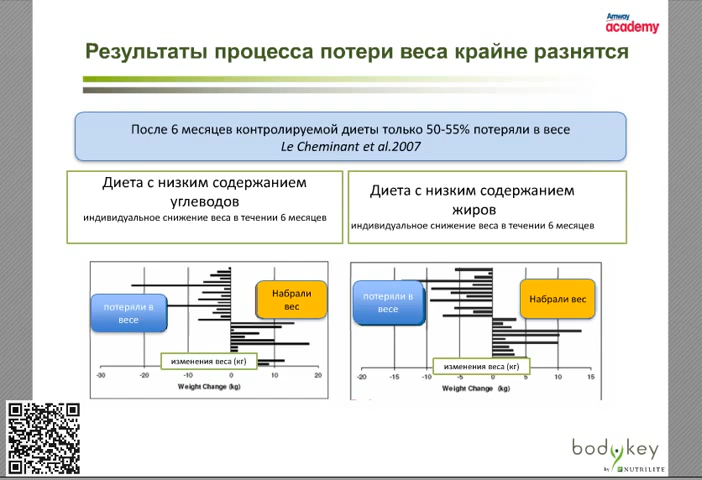 Amway
academy
Результаты процесса потери веса крайне разнятся
После 6 месяцев контролируемой диеты только 50-55% потеряли в весе
Le Cheminant et al.2007
Диета с низким содержанием
углеводов
индивидуальное снижение веса в течении 6 месяцев
Диета с низким содержанием
жиров
индивидуальное снижение веса в течении 6 месяцев
потеряли в
весе
Набрали
вес
изменения веса (кг)
-30 -20 -10 0 10 20
Weight Change (kg)
потеряли в
весе
Набрали вес
изменения веса (кг)
-20 -15 -10 -5 0 5 10 15
Weight Change (kg)
bodykey
by NUTRILITE